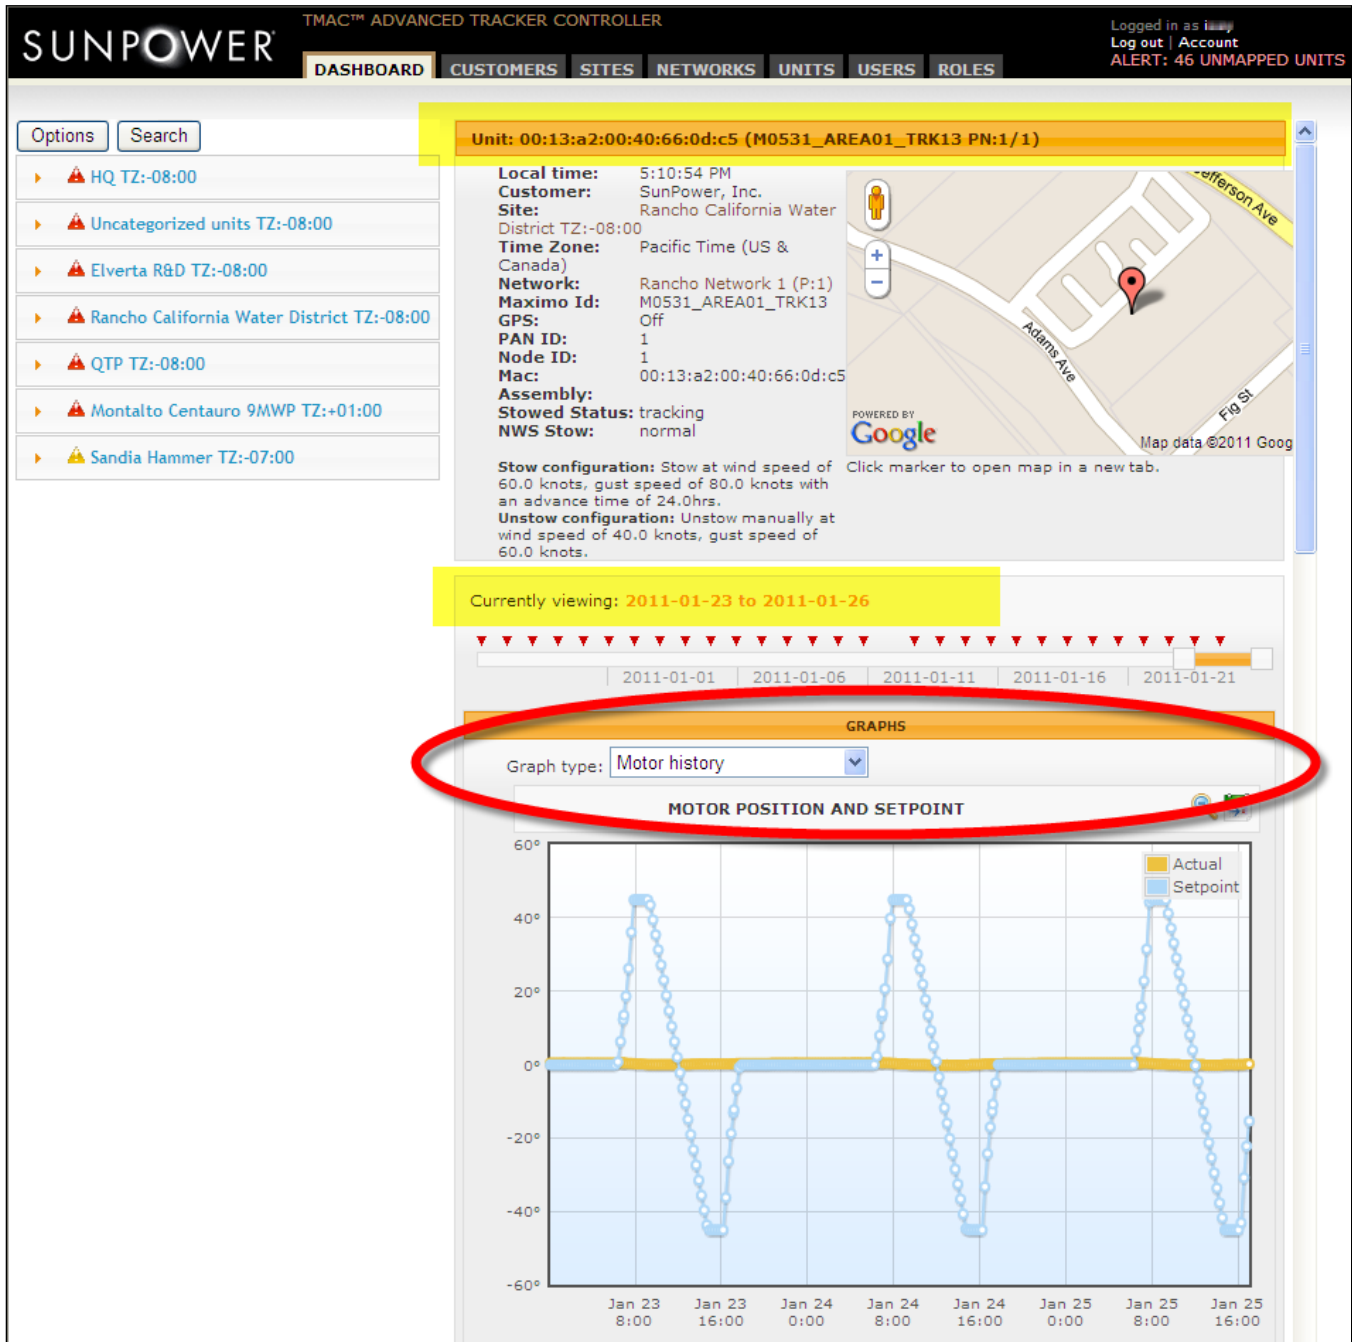 SUNPOWER
TMAC™ ADVANCED TRACKER CONTROLLER
Logged in as
Log out | Account
ALERT: 46 UNMAPPED UNITS
DASHBOARD CUSTOMERS SITES NETWORKS UNITS USERS ROLES
Options Search
HQ TZ:-08:00
Uncategorized units TZ:-08:00
Elverta R&D TZ:-08:00
Rancho California Water District TZ:-08:00
QTP TZ:-08:00
Montalto Centauro 9MWP TZ:+01:00
Sandia Hammer TZ:-07:00
Unit: 00:13:a2:00:40:66:0d:c5 (M0531_AREA01_TRK13 PN:1/1)
Local time: 5:10:54 PM
Customer: SunPower, Inc.
Site: Rancho California Water
District TZ:-08:00
Time Zone: Pacific Time (US &
Canada)
Network: Rancho Network 1 (P:1)
Maximo Id: M0531_AREA01_TRK13
GPS: Off
PAN ID: 1
Node ID: 1
Mac: 00:13:a2:00:40:66:0d:c5
Assembly:
Stowed Status: tracking
NWS Stow: normal
Stow configuration: Stow at wind speed of
60.0 knots, gust speed of 80.0 knots with
an advance time of 24.0hrs.
Unstow configuration: Unstow manually at
wind speed of 40.0 knots, gust speed of
60.0 knots.
efferson Ave
Adams Ave
Fig St
+
−
POWERED BY
Google
Map data ©2011 Goog
Click marker to open map in a new tab.
Currently viewing: 2011-01-23 to 2011-01-26
2011-01-01 2011-01-06 2011-01-11 2011-01-16 2011-01-21
GRAPHS
Graph type: Motor history
MOTOR POSITION AND SETPOINT
Actual
Setpoint
60°
40°
20°
0°
-20°
-40°
-60°
Jan 23 Jan 23 Jan 24 Jan 24 Jan 24 Jan 25 Jan 25 Jan 25
8:00 16:00 0:00 8:00 16:00 0:00 8:00 16:00